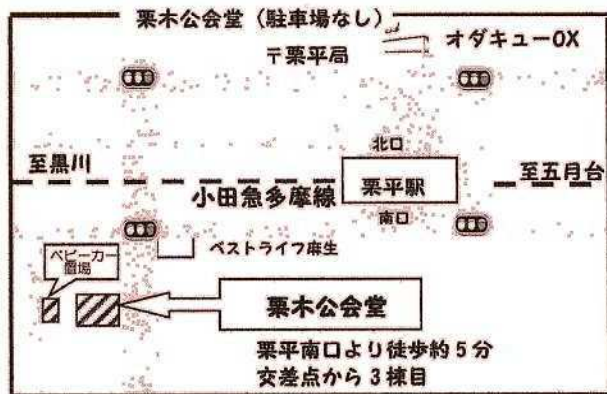 栗木公会堂（駐車場なし）
オダキューOX
〒栗平局
北口
至黒川
栗平駅
至五月台
小田急多摩線
南口
ベストライフ麻生
ベビーカー
置場
栗木公会堂
栗平南口より徒歩約5分
交差点から3棟目